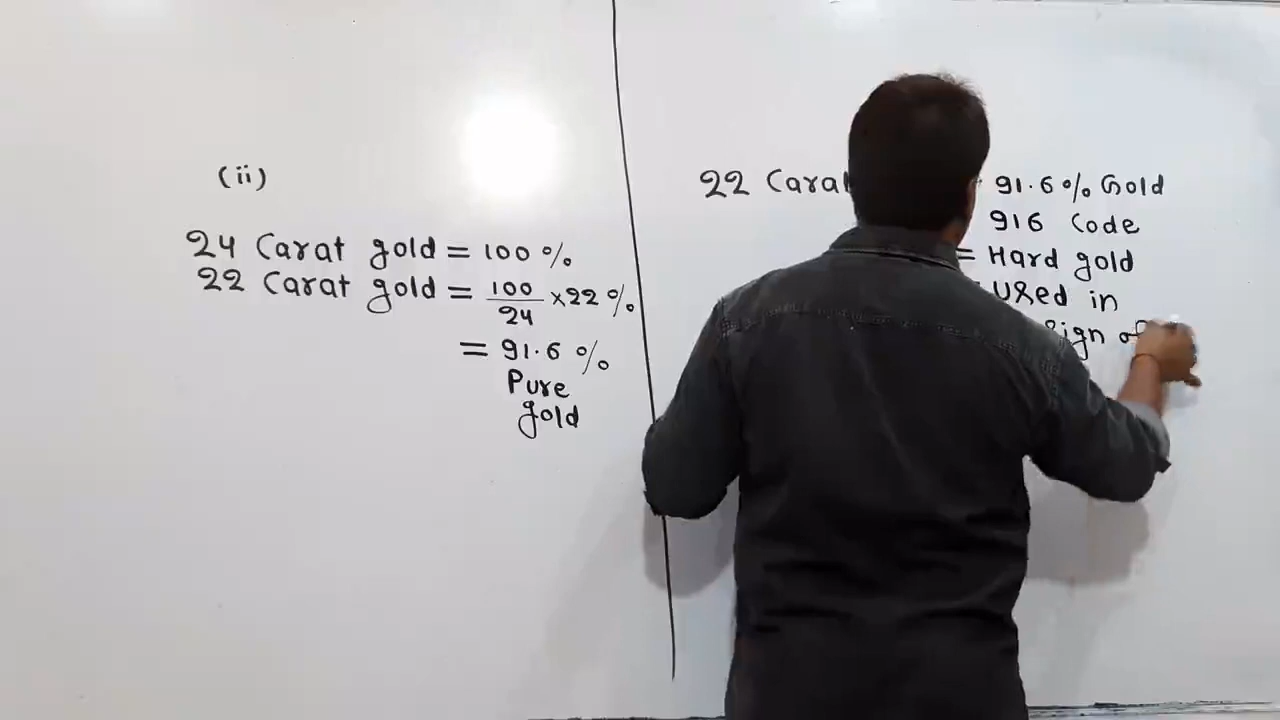 (ii)
24 Carat gold = 100 %
22 Carat gold = 100/24 ×22 %
= 91.6 %
Pure
gold
22 Carat 91.6 % Gold
916 Code
= Hard gold
used in